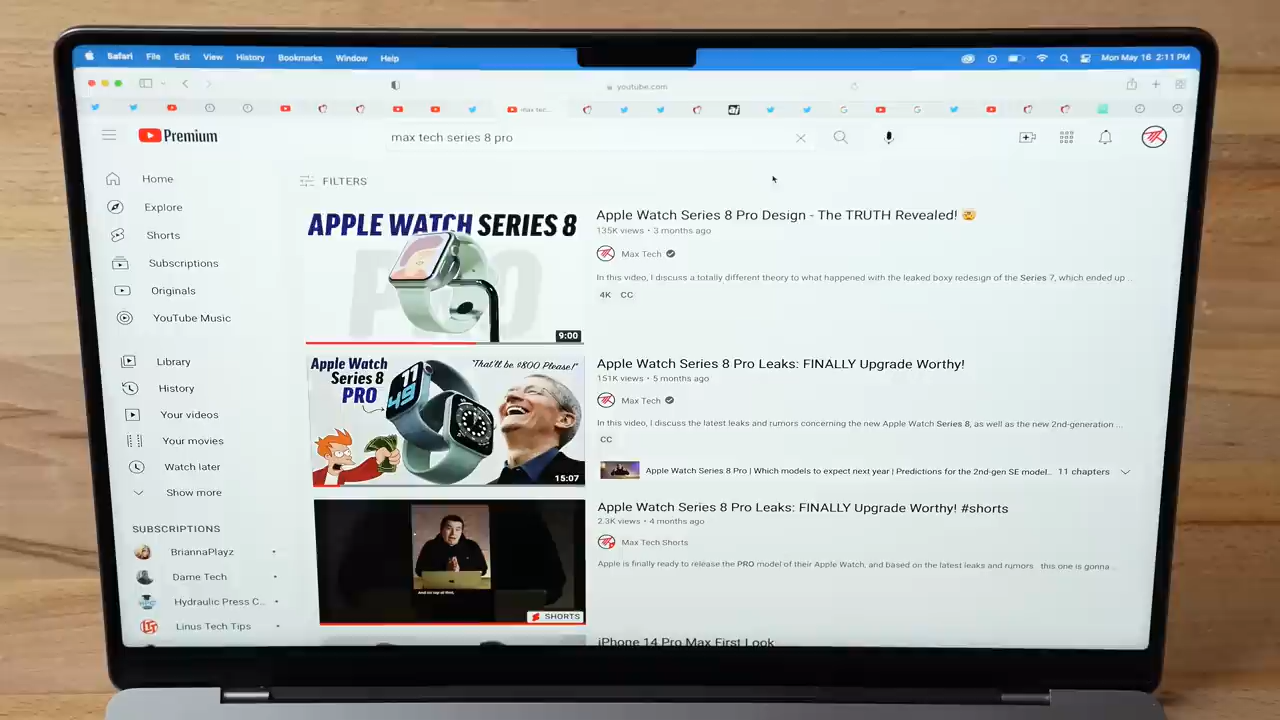 Safari File Edit View History Bookmarks Window Help
Mon May 16 2:11 PM
youtube.com
max tec...
Premium
max tech series 8 pro
Home
Explore
Shorts
Subscriptions
Originals
YouTube Music
Library
History
Your videos
Your movies
Watch later
Show more
SUBSCRIPTIONS
BriannaPlayz
Dame Tech
Hydraulic Press C...
Linus Tech Tips
FILTERS
APPLE WATCH SERIES 8
PRO
9:00
Apple Watch Series 8 Pro Design - The TRUTH Revealed! 🤯
135K views • 3 months ago
Max Tech
In this video, I discuss a totally different theory to what happened with the leaked boxy redesign of the Series 7, which ended up ...
4K CC
Apple Watch
Series 8
PRO
"That'll be $800 Please!"
15:07
Apple Watch Series 8 Pro Leaks: FINALLY Upgrade Worthy!
151K views • 5 months ago
Max Tech
In this video, I discuss the latest leaks and rumors concerning the new Apple Watch Series 8, as well as the new 2nd-generation ...
CC
Apple Watch Series 8 Pro | Which models to expect next year | Predictions for the 2nd-gen SE model... 11 chapters
SHORTS
Apple Watch Series 8 Pro Leaks: FINALLY Upgrade Worthy! #shorts
2.3K views • 4 months ago
Max Tech Shorts
Apple is finally ready to release the PRO model of their Apple Watch, and based on the latest leaks and rumors this one is gonna ...
iPhone 14 Pro Max First Look